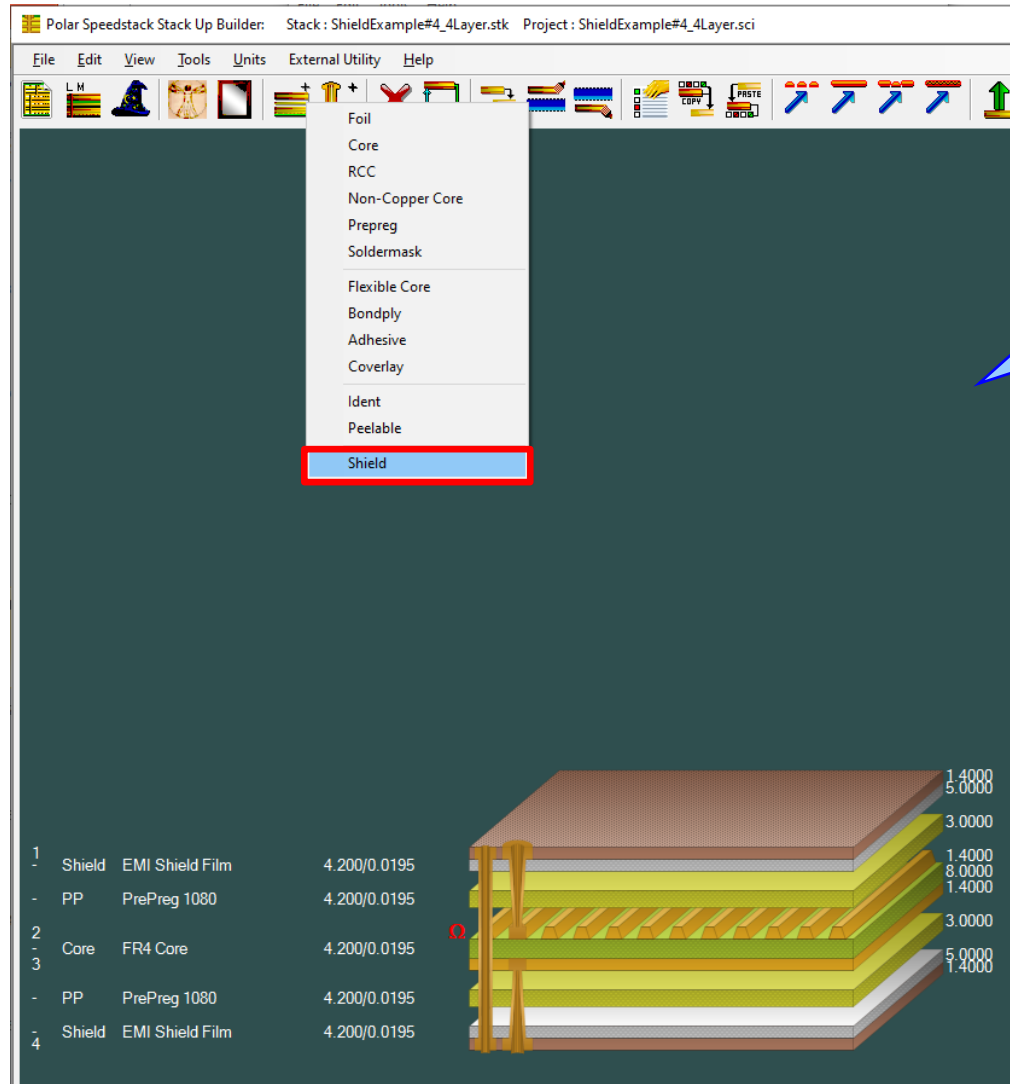 Polar Speedstack Stack Up Builder: Stack : ShieldExample#4_4Layer.stk Project : ShieldExample#4_4Layer.sci
File Edit View Tools Units External Utility Help
L M
COPY
PASTE
Foil
Core
RCC
Non-Copper Core
Prepreg
Soldermask
Flexible Core
Bondply
Adhesive
Coverlay
Ident
Peelable
Shield
1.4000
5.0000
3.0000
1
- Shield EMI Shield Film 4.200/0.0195
1.4000
8.0000
1.4000
- PP PrePreg 1080 4.200/0.0195
3.0000
2
Ω
- Core FR4 Core 4.200/0.0195
3
5.0000
1.4000
- PP PrePreg 1080 4.200/0.0195
- Shield EMI Shield Film 4.200/0.0195
4